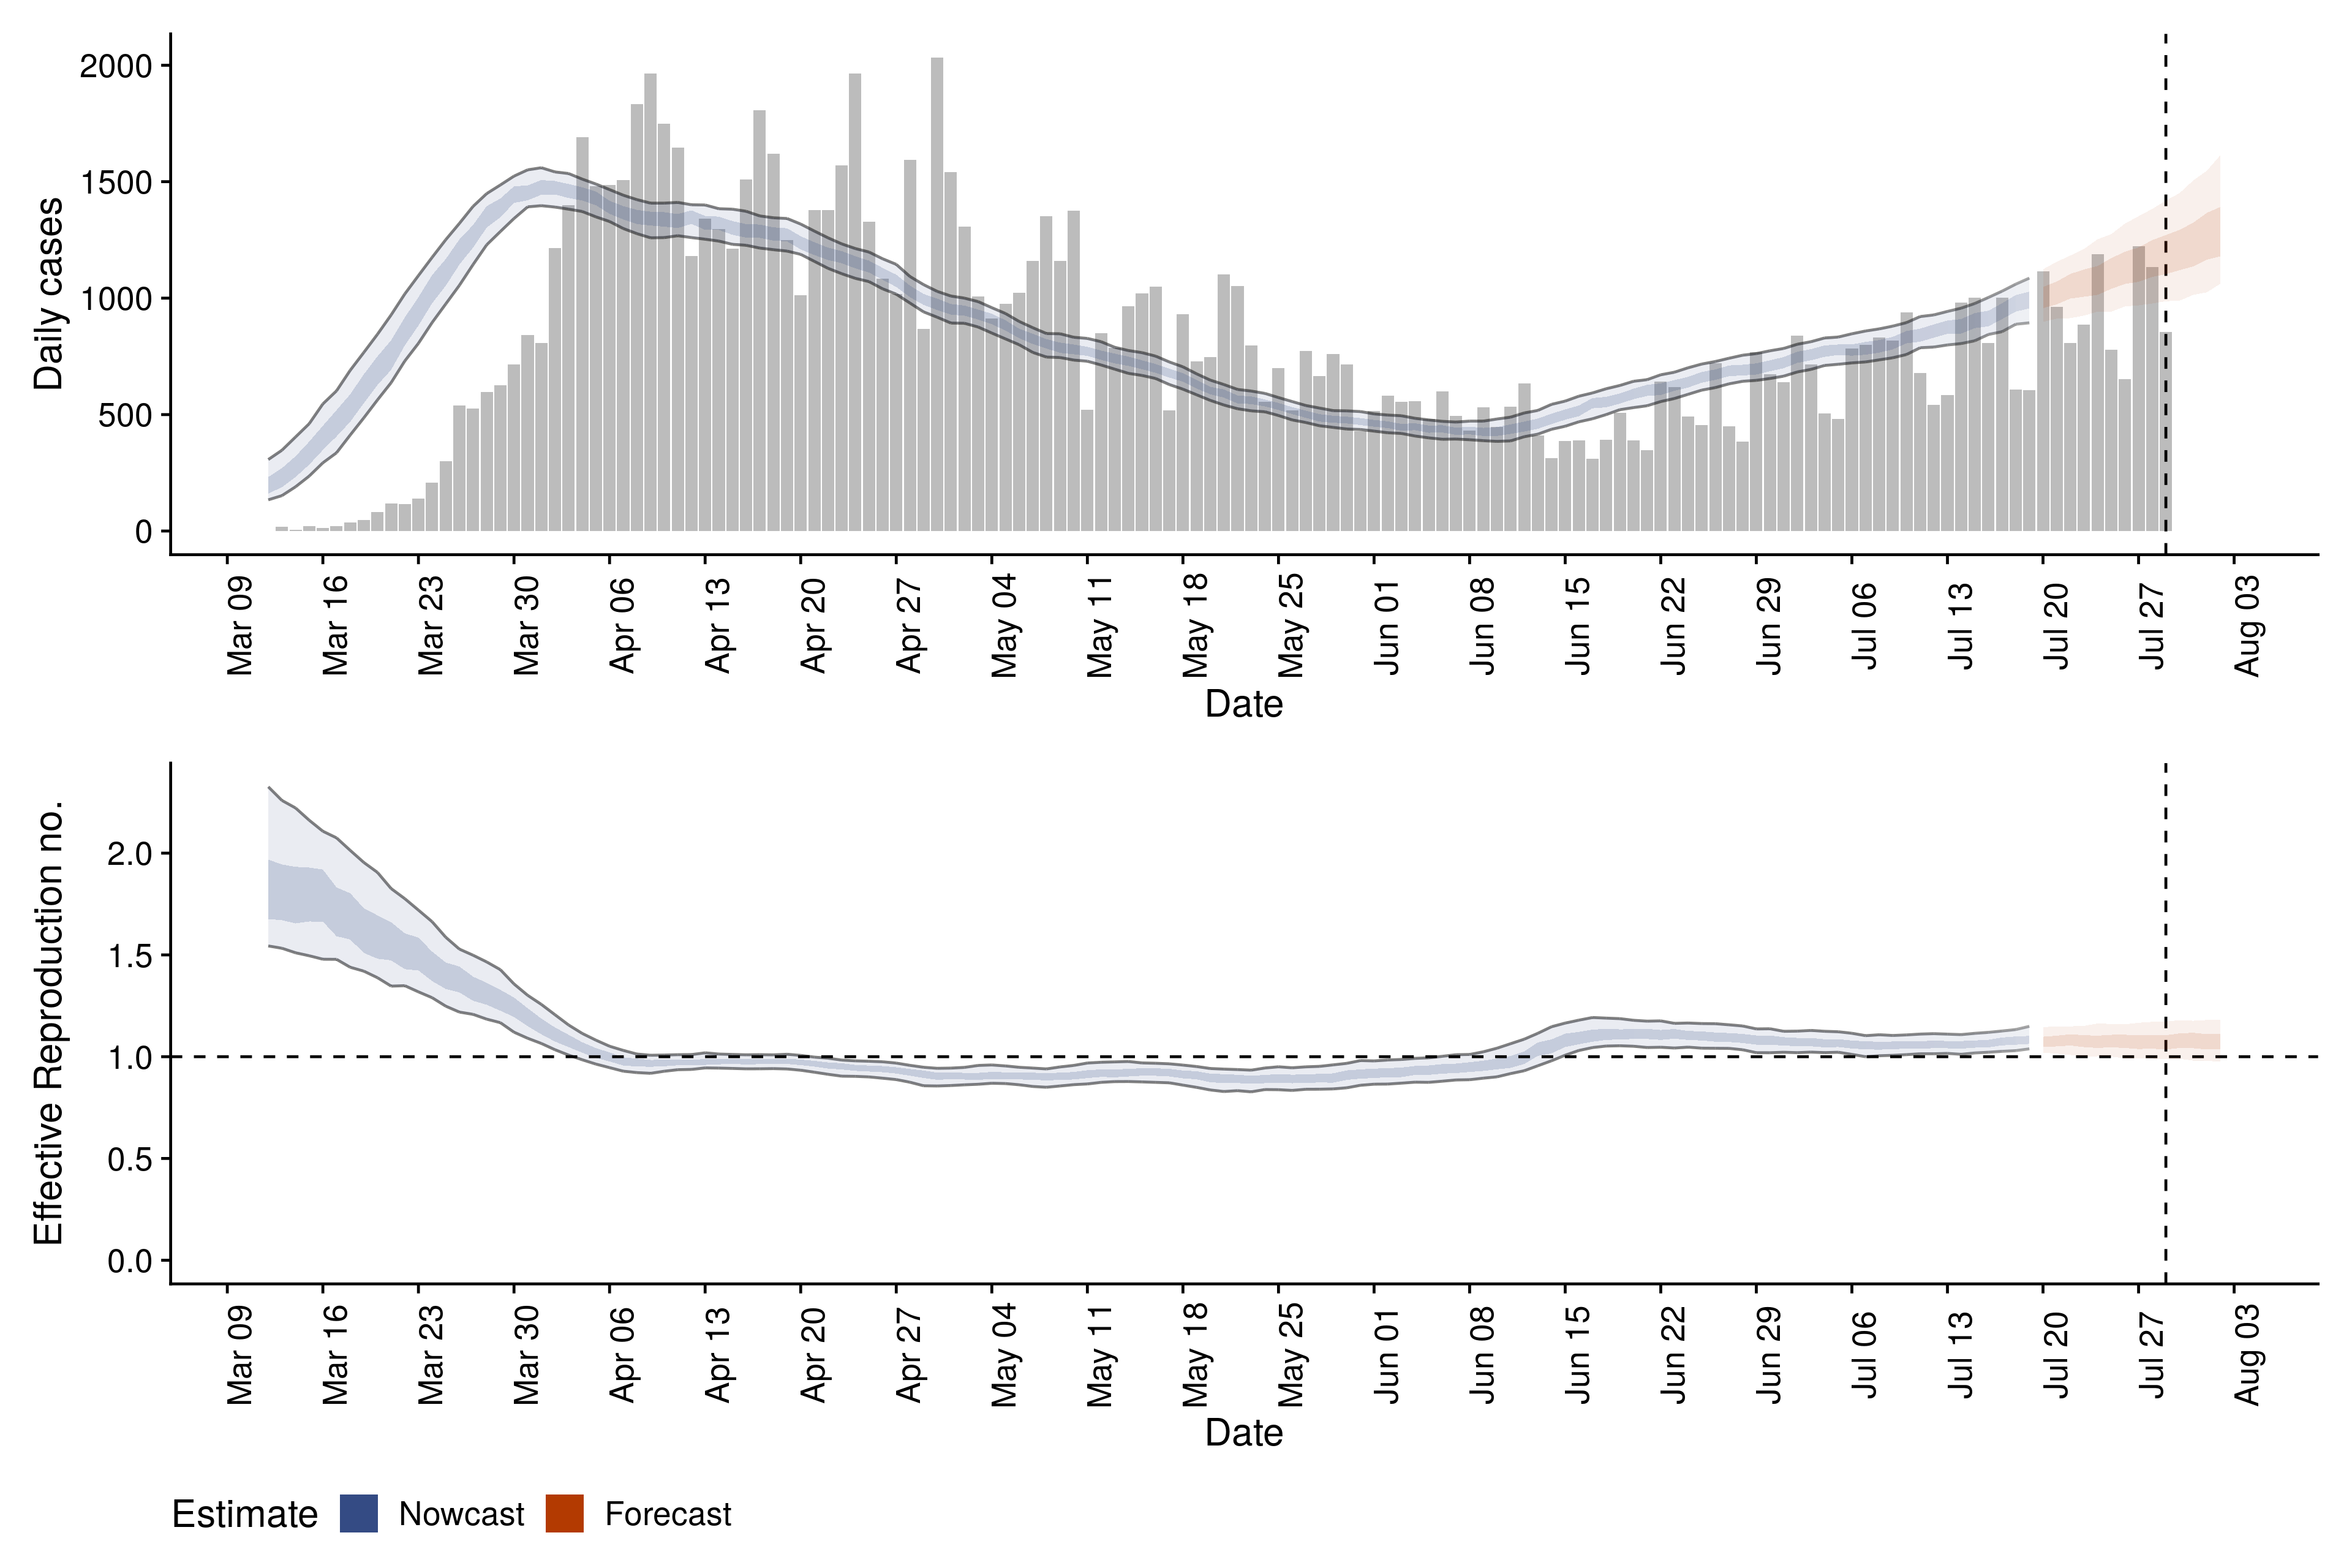 Daily cases
2000
1500
1000
500
0
Mar 09 Mar 16 Mar 23 Mar 30 Apr 06 Apr 13 Apr 20 Apr 27 May 04 May 11 May 18 May 25 Jun 01 Jun 08 Jun 15 Jun 22 Jun 29 Jul 06 Jul 13 Jul 20 Jul 27 Aug 03
Date
Effective Reproduction no.
2.0
1.5
1.0
0.5
0.0
Mar 09 Mar 16 Mar 23 Mar 30 Apr 06 Apr 13 Apr 20 Apr 27 May 04 May 11 May 18 May 25 Jun 01 Jun 08 Jun 15 Jun 22 Jun 29 Jul 06 Jul 13 Jul 20 Jul 27 Aug 03
Date
Estimate Nowcast Forecast